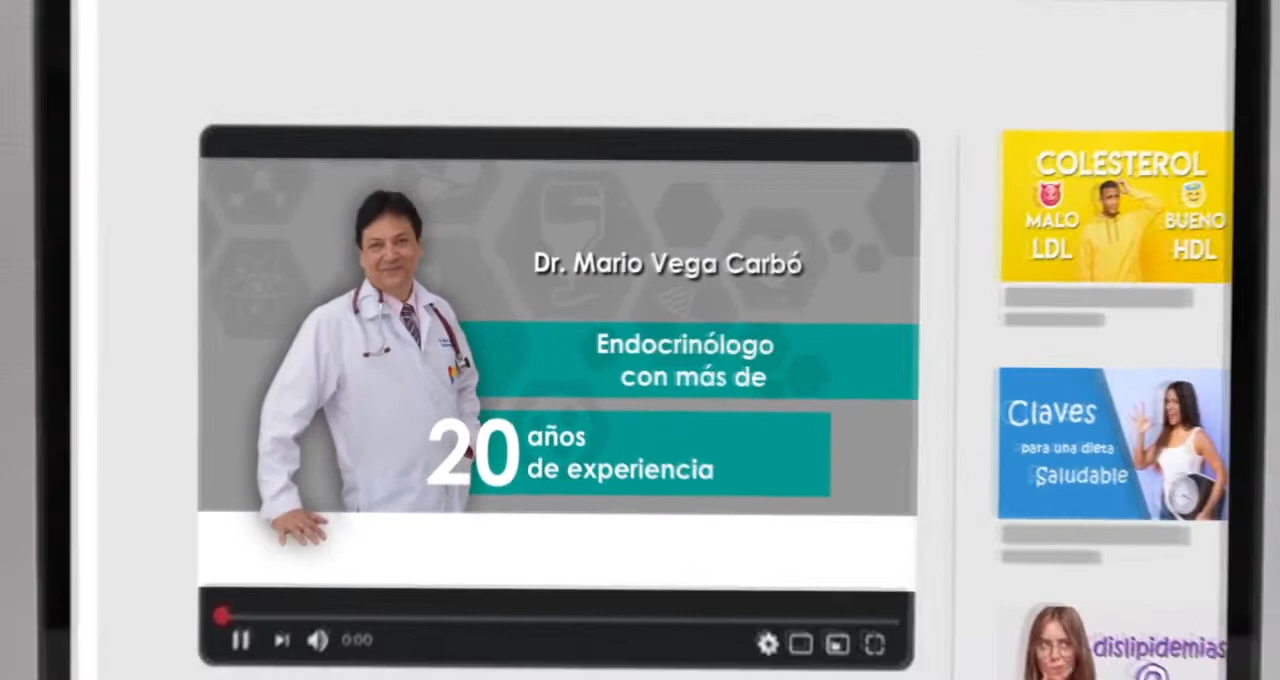 Dr. Mario Vega Carbó
Endocrinólogo
con más de
20 años
de experiencia
0:00
COLESTEROL
MALO
BUENO
LDL
HDL
Claves
para una dieta
Saludable
dislipidemias